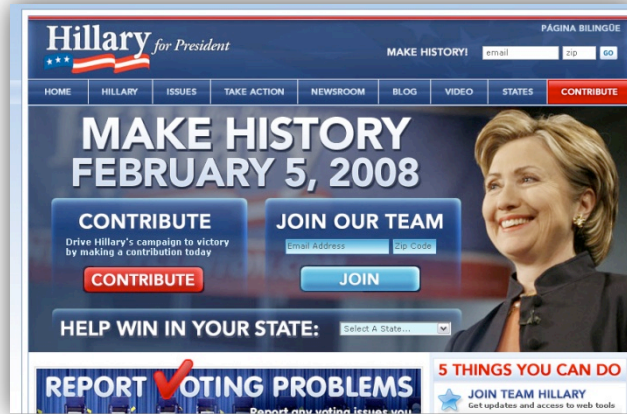 Hillary for President
PÁGINA BILINGÜE
MAKE HISTORY! email zip GO
HOME HILLARY ISSUES TAKE ACTION NEWSROOM BLOG VIDEO STATES CONTRIBUTE
MAKE HISTORY
FEBRUARY 5, 2008
CONTRIBUTE
Drive Hillary's campaign to victory
by making a contribution today
CONTRIBUTE
JOIN OUR TEAM
Email Address Zip Code
JOIN
HELP WIN IN YOUR STATE: Select A State...
REPORT VOTING PROBLEMS
Report any voting issues you
5 THINGS YOU CAN DO
JOIN TEAM HILLARY
Get updates and access to web tools